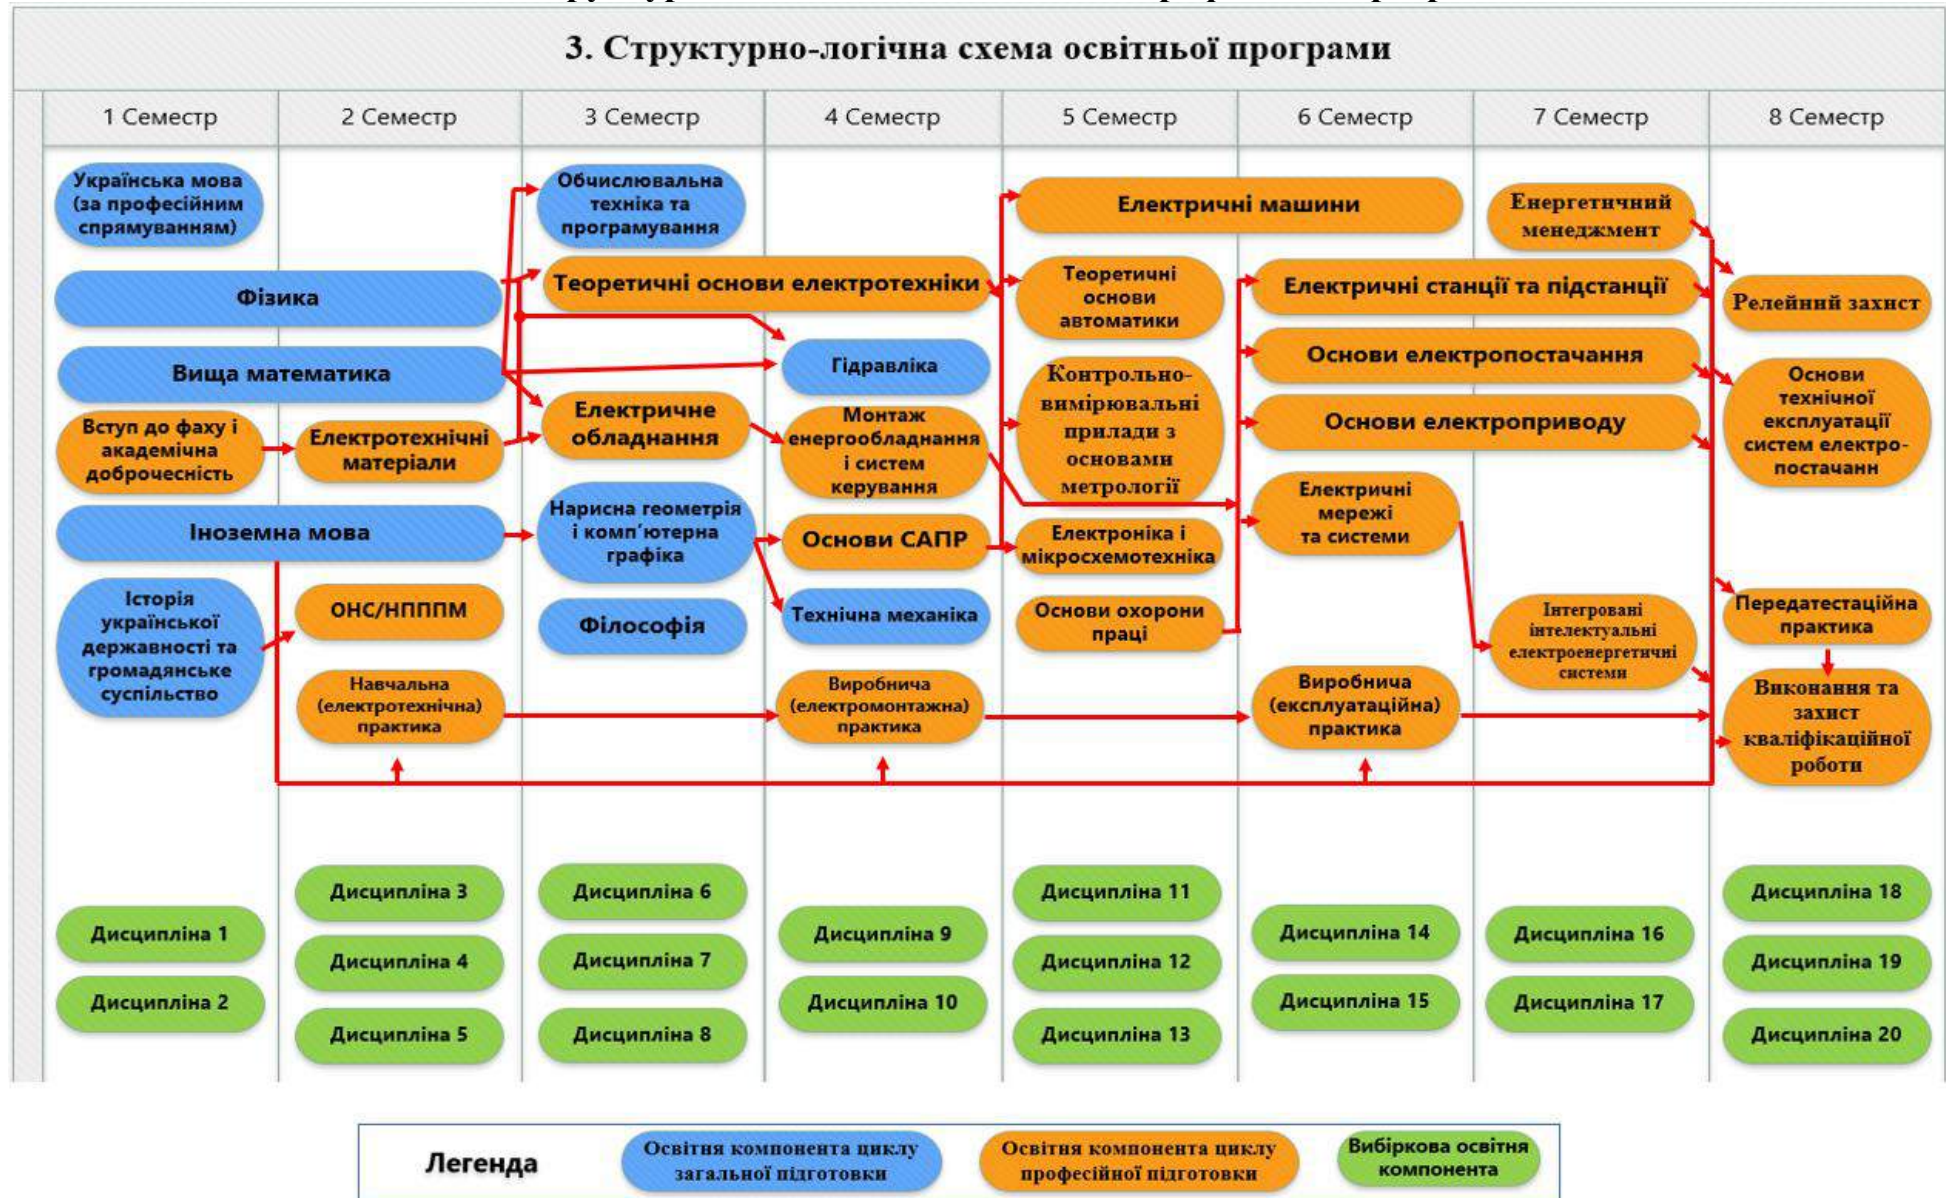 3. Структурно-логічна схема освітньої програми
1 Семестр
2 Семестр
3 Семестр
4 Семестр
5 Семестр
6 Семестр
7 Семестр
8 Семестр
Українська мова
(за професійним
спрямуванням)
Фізика
Вища математика
Вступ до фаху і
академічна
доброчесність
Іноземна мова
Історія
української
державності та
громадянське
суспільство
Електротехнічні
матеріали
ОНС/НПППМ
Навчальна
(електротехнічна)
практика
Обчислювальна
техніка та
програмування
Теоретичні основи електротехніки
Електричне
обладнання
Нарисна геометрія
і комп’ютерна
графіка
Філософія
Гідравліка
Монтаж
енергообладнання
і систем
керування
Основи САПР
Технічна механіка
Виробнича
(електромонтажна)
практика
Електричні машини
Теоретичні
основи
автоматики
Контрольно-
вимірювальні
прилади з
основами
метрології
Електроніка і
мікросхемотехніка
Основи охорони
праці
Електричні станції та підстанції
Основи електропостачання
Основи електроприводу
Електричні
мережі
та системи
Виробнича
(експлуатаційна)
практика
Енергетичний
менеджмент
Інтегровані
інтелектуальні
електроенергетичні
системи
Релейний захист
Основи
технічної
експлуатації
систем електро-
постачанн
Передатестаційна
практика
Виконання та
захист
кваліфікаційної
роботи
Дисципліна 1
Дисципліна 2
Дисципліна 3
Дисципліна 4
Дисципліна 5
Дисципліна 6
Дисципліна 7
Дисципліна 8
Дисципліна 9
Дисципліна 10
Дисципліна 11
Дисципліна 12
Дисципліна 13
Дисципліна 14
Дисципліна 15
Дисципліна 16
Дисципліна 17
Дисципліна 18
Дисципліна 19
Дисципліна 20
Легенда
Освітня компонента циклу
загальної підготовки
Освітня компонента циклу
професійної підготовки
Вибіркова освітня
компонента